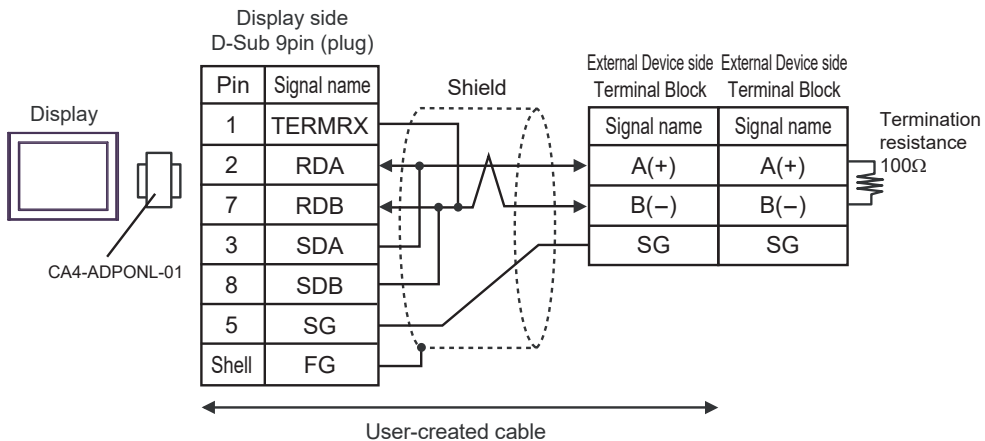 Display side
D-Sub 9pin (plug)
External Device side External Device side
Terminal Block Terminal Block
Pin Signal name
Shield
Display
1 TERMRX
Signal name Signal name
Termination
resistance
100Ω
2 RDA
A(+) A(+)
7 RDB
B(−) B(−)
3 SDA
SG SG
CA4-ADPONL-01
8 SDB
5 SG
Shell FG
User-created cable